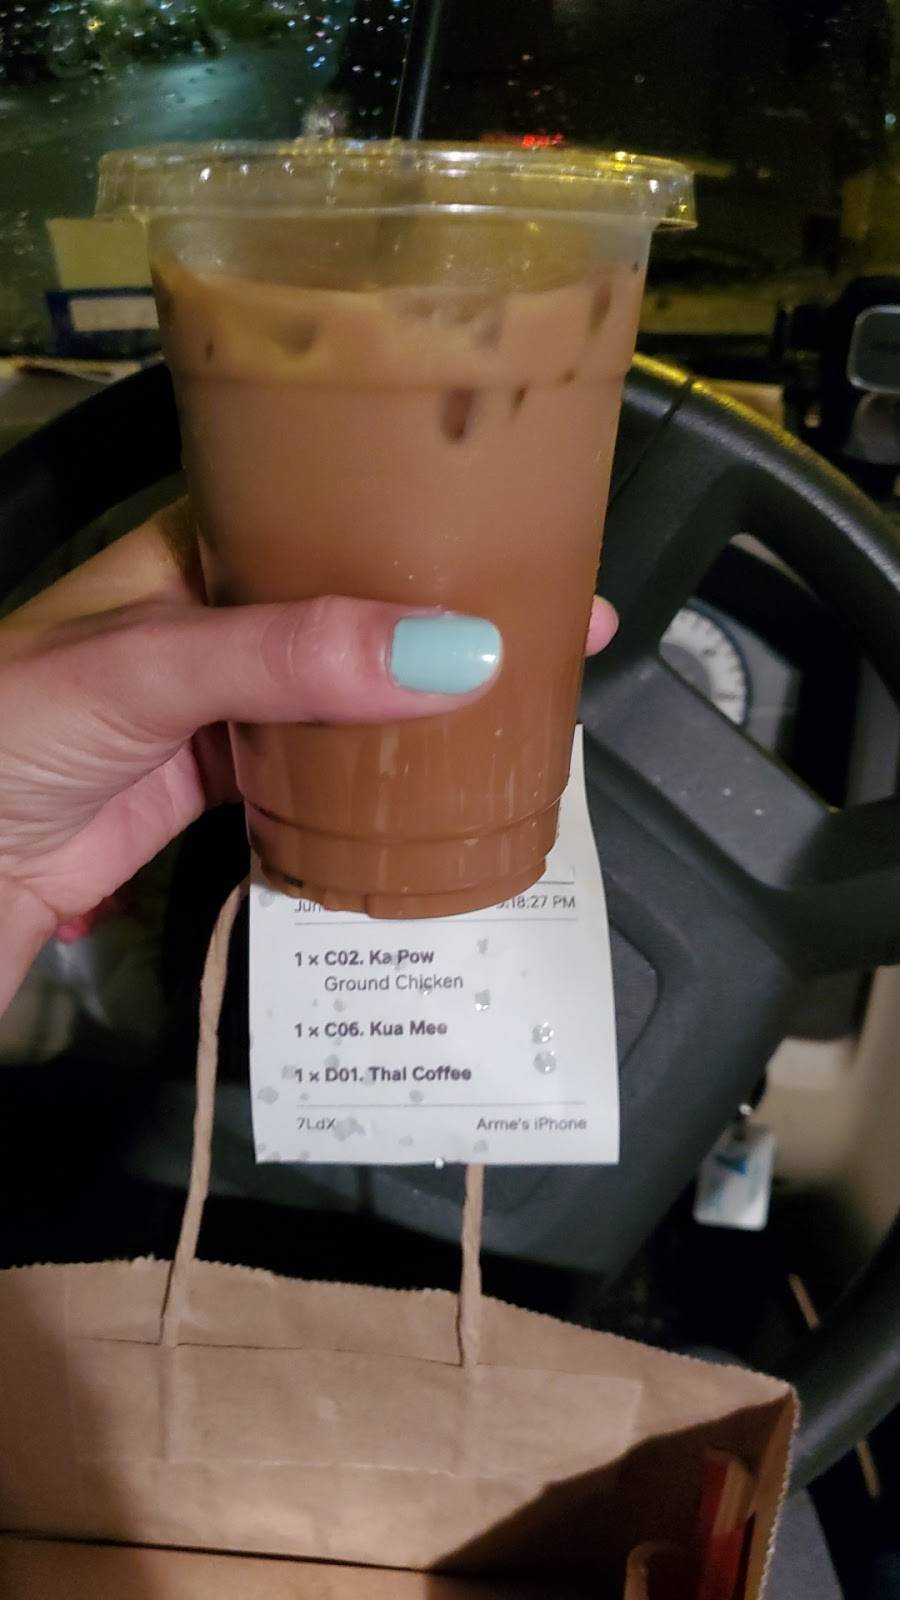 :18:27 PM
1 x C02. Ka Pow
Ground Chicken
1 x C06. Kua Mee
1 x D01. Thai Coffee
7LdX
Arme's iPhone